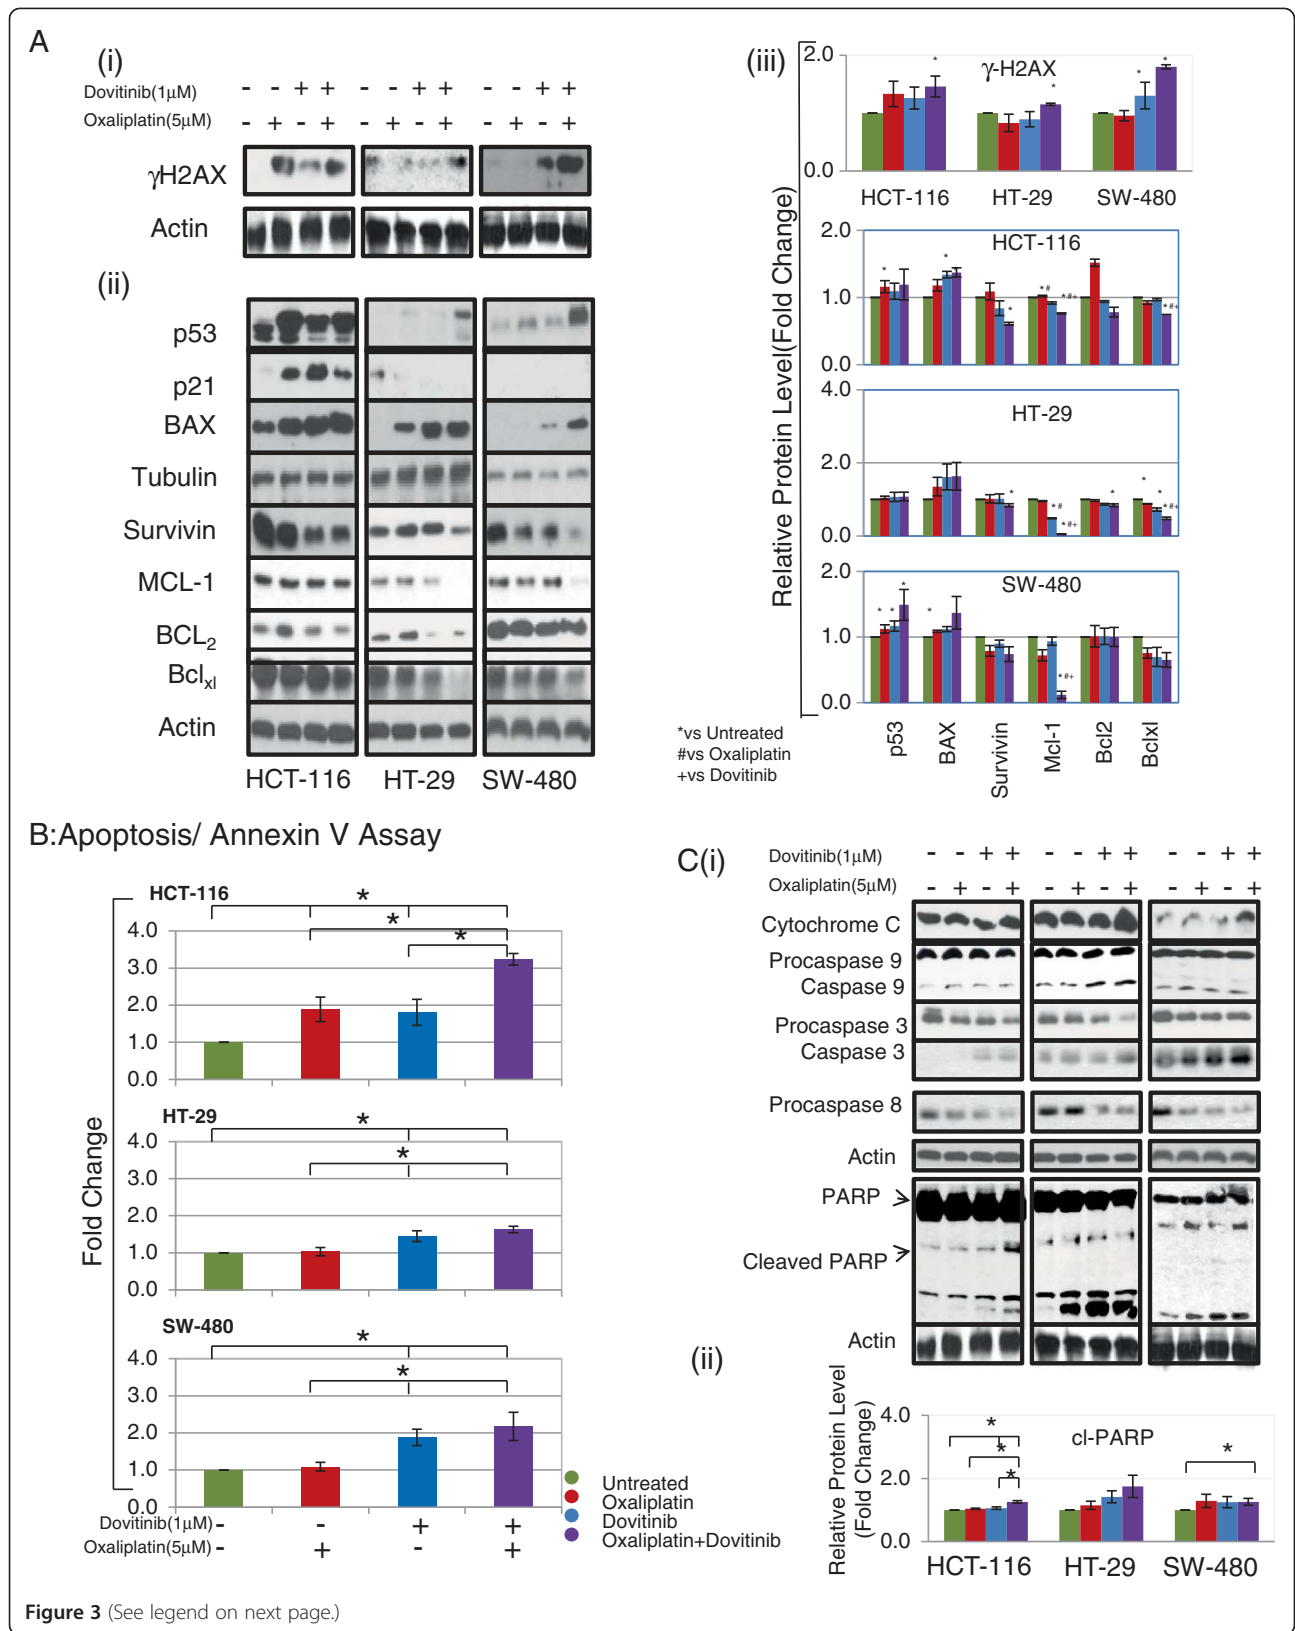 A
(i)
Dovitinib(1μM) - - + + - - + + - - + +
Oxaliplatin(5μM) - + - + - + - + - + - +
γH2AX
Actin
(ii)
p53
p21
BAX
Tubulin
Survivin
MCL-1
BCL2
Bclxl
Actin
HCT-116 HT-29 SW-480
(iii)
Relative Protein Level(Fold Change)
2.0
γ-H2AX
* * * *
0.0
HCT-116 HT-29 SW-480
2.0
HCT-116
* * * *# *#+ *#+
1.0
0.0
4.0
HT-29
2.0
* *# *#+ * * * *#+
0.0
2.0
SW-480
* * * * *#+
1.0
0.0
p53 BAX Survivin Mcl-1 Bcl2 Bclxl
*vs Untreated
#vs Oxaliplatin
+vs Dovitinib
B:Apoptosis/ Annexin V Assay
Fold Change
HCT-116
* * *
4.0
3.0
2.0
1.0
0.0
HT-29
* *
4.0
3.0
2.0
1.0
0.0
SW-480
* *
4.0
3.0
2.0
1.0
0.0
Dovitinib(1μM) - - + +
Oxaliplatin(5μM) - + - +
Untreated
Oxaliplatin
Dovitinib
Oxaliplatin+Dovitinib
C(i)
Dovitinib(1μM) - - + + - - + + - - + +
Oxaliplatin(5μM) - + - + - + - + - + - +
Cytochrome C
Procaspase 9
Caspase 9
Procaspase 3
Caspase 3
Procaspase 8
Actin
PARP
Cleaved PARP
Actin
(ii)
Relative Protein Level
(Fold Change)
4.0
cl-PARP
* * * *
2.0
0.0
HCT-116 HT-29 SW-480
Figure 3 (See legend on next page.)